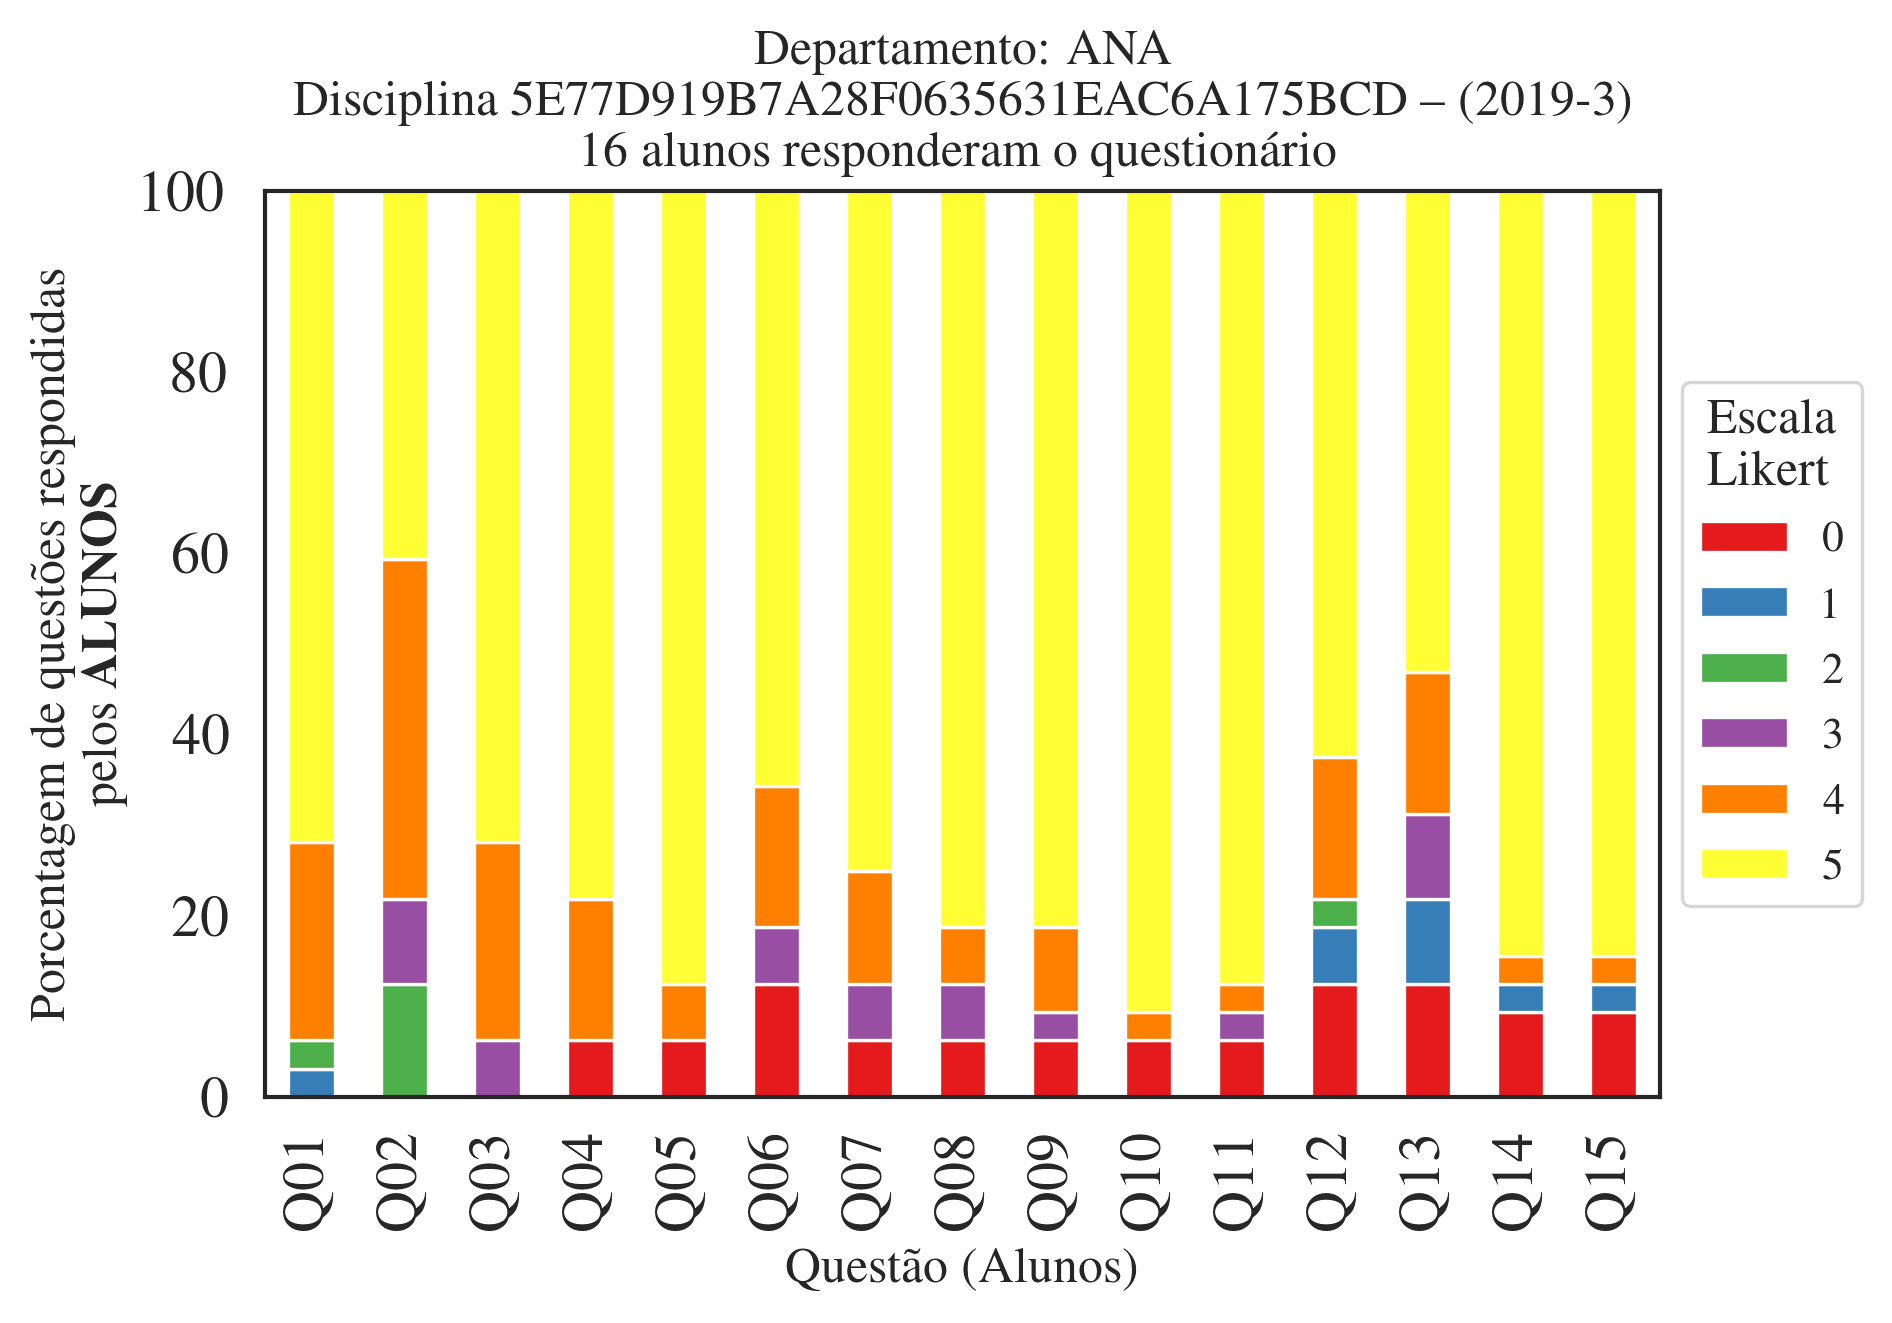 Departamento: ANA
Disciplina 5E77D919B7A28F0635631EAC6A175BCD – (2019-3)
16 alunos responderam o questionário
Porcentagem de questões respondidas
pelos ALUNOS
100
80
60
40
20
0
Q01 Q02 Q03 Q04 Q05 Q06 Q07 Q08 Q09 Q10 Q11 Q12 Q13 Q14 Q15
Questão (Alunos)
Escala
Likert
0
1
2
3
4
5